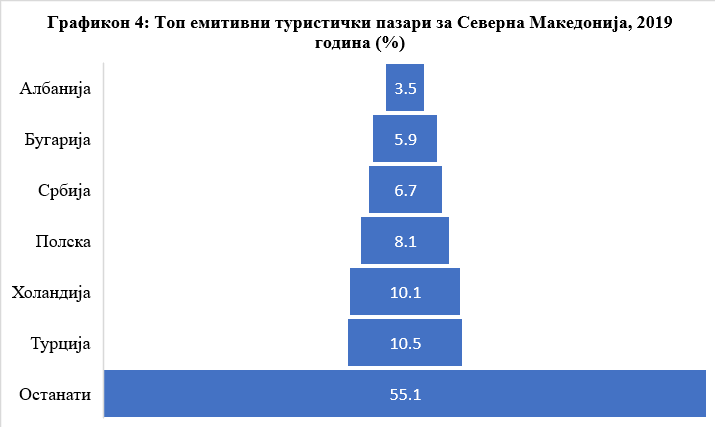 Графикон 4: Топ емитивни туристички пазари за Северна Македонија, 2019
година (%)
Албанија 3.5
Бугарија 5.9
Србија 6.7
Полска 8.1
Холандија 10.1
Турција 10.5
Останати 55.1